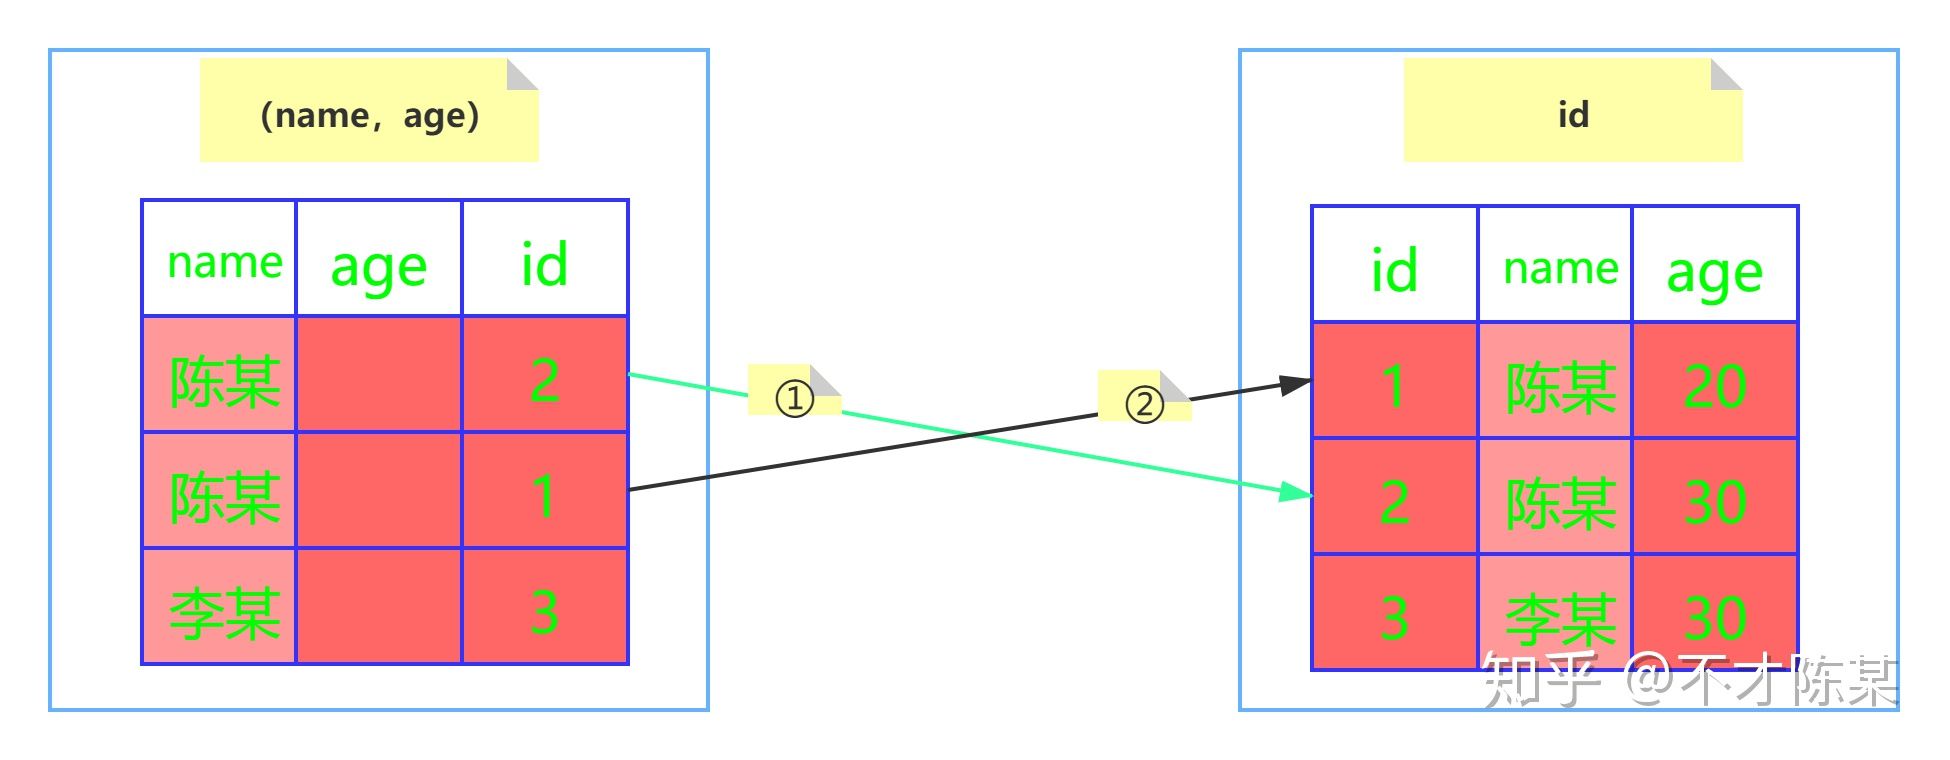 (name，age)
name age id
陈某 2
陈某 1
李某 3
①
②
id
id name age
1 陈某 20
2 陈某 30
3 李某 30
知乎 @不才陈某